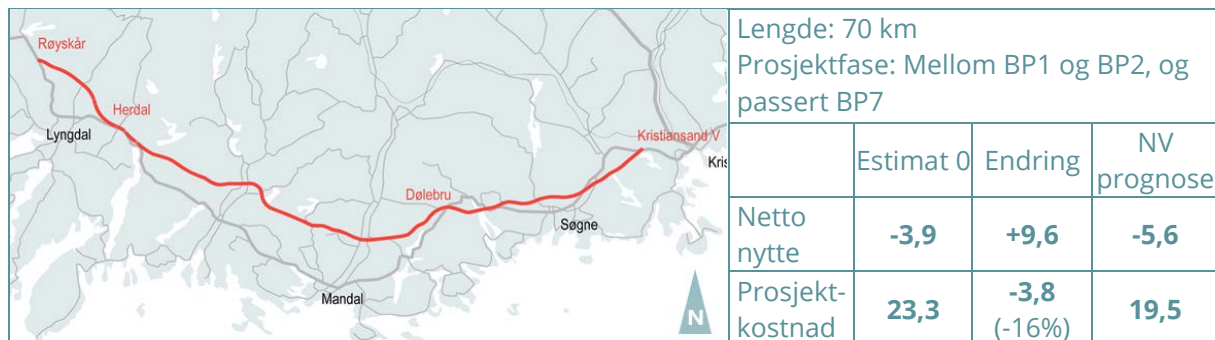 Røyskår
Herdal
Lyngdal
Kristiansand V
Kris
Dølebru
Søgne
Mandal
N
Lengde: 70 km
Prosjektfase: Mellom BP1 og BP2, og
passert BP7
Estimat 0 Endring NV
prognose
Netto
nytte -3,9 +9,6 -5,6
Prosjekt-
kostnad 23,3 -3,8
(-16%) 19,5